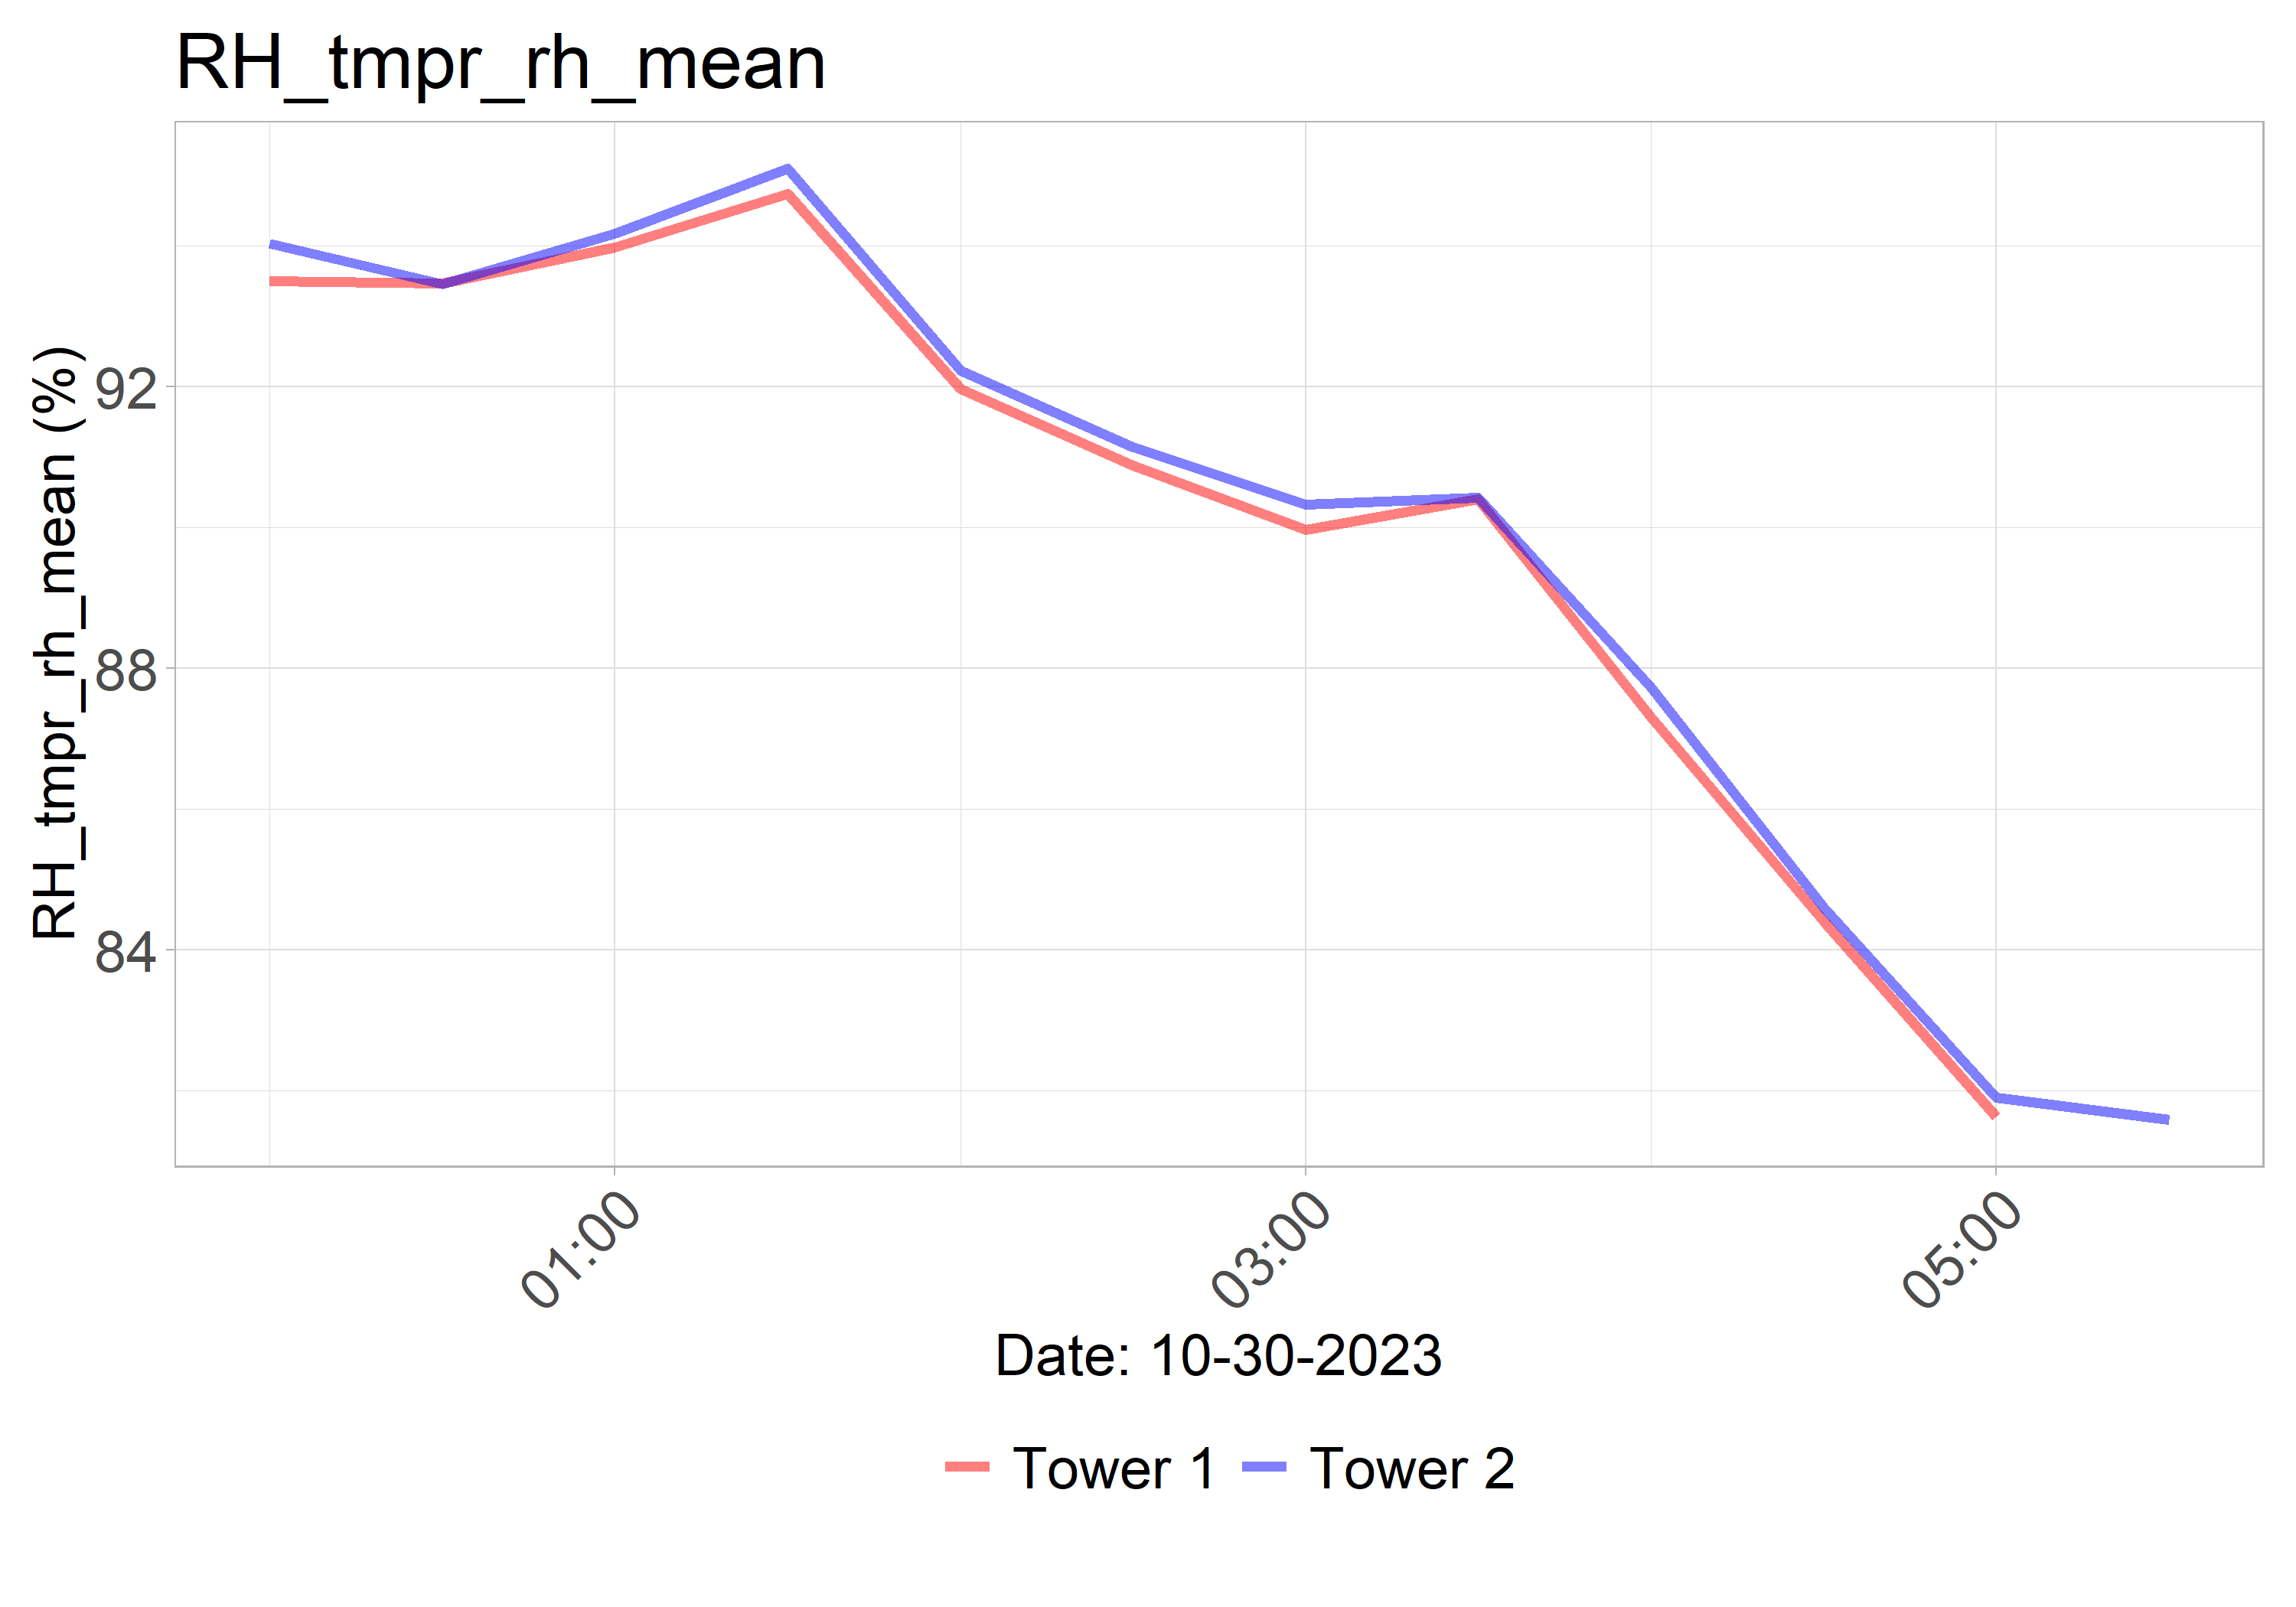 RH_tmpr_rh_mean
RH_tmpr_rh_mean (%)
92
88
84
01:00
03:00
05:00
Date: 10-30-2023
Tower 1
Tower 2